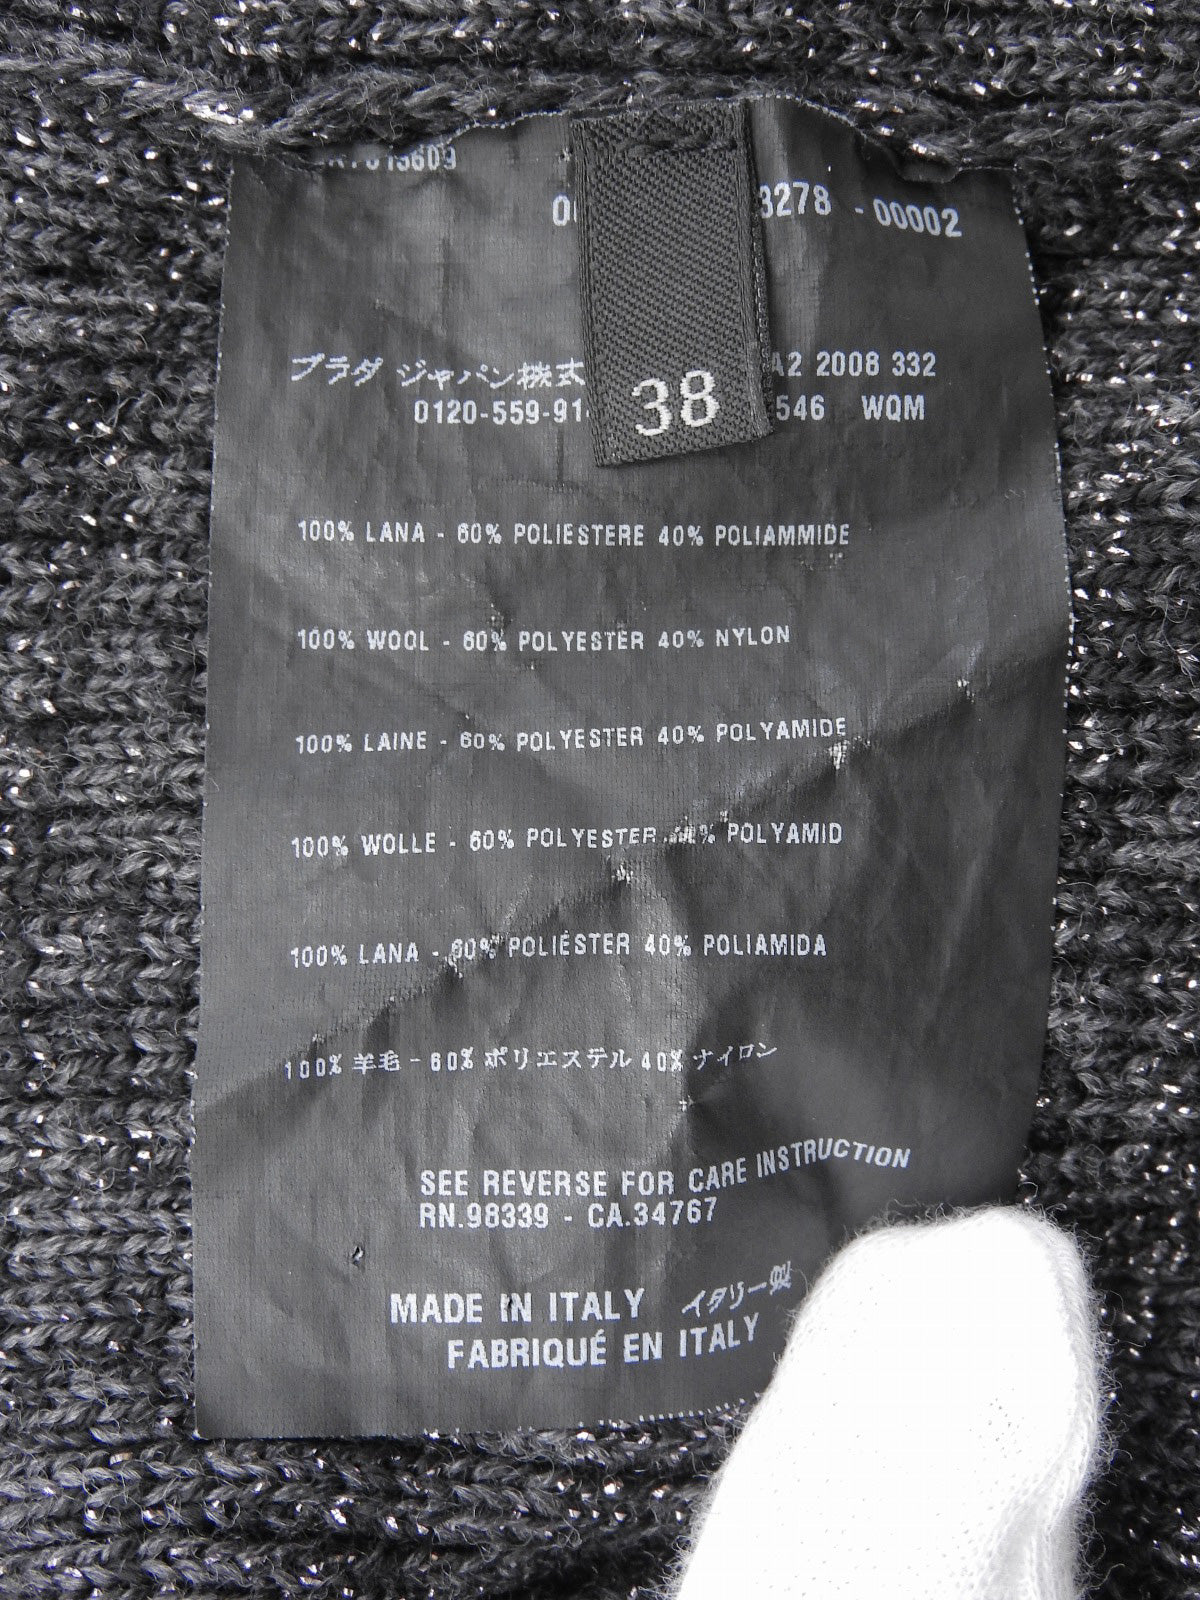 3278 - 00002
プラダ ジャパン株式 A2 2008 332
0120-559-91 546 WQM
38
100% LANA - 60% POLIESTERE 40% POLIAMMIDE
100% WOOL - 60% POLYESTER 40% NYLON
100% LAINE - 60% POLYESTER 40% POLYAMIDE
100% WOLLE - 60% POLYESTER 40% POLYAMID
100% LANA - 60% POLIÉSTER 40% POLIAMIDA
100% 羊毛 - 60% ポリエステル 40% ナイロン
SEE REVERSE FOR CARE INSTRUCTION
RN.98339 - CA.34767
MADE IN ITALY イタリー製
FABRIQUÉ EN ITALY